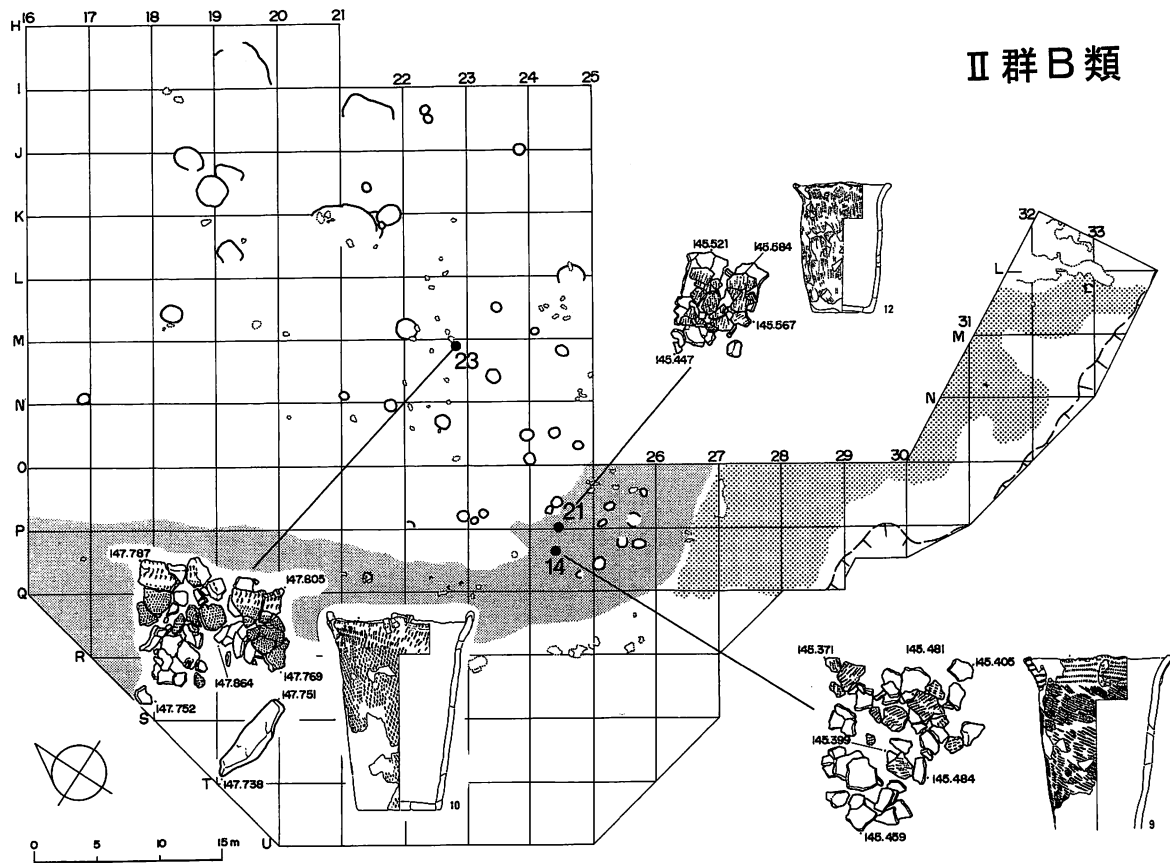 II群B類
16 17 18 19 20 21
H
I 22 23 24 25
J
K
L
M
N
O
P
Q
R
S
T
U
26 27 28 29 30
31
32
33
L
M
N
23
21
14
145.521 145.584
145.567
145.447
12
147.787 147.805
147.864 147.769
147.752
147.751
147.738
10
145.371 145.481 145.405
145.399
145.484
145.459
9
0 5 10 15m